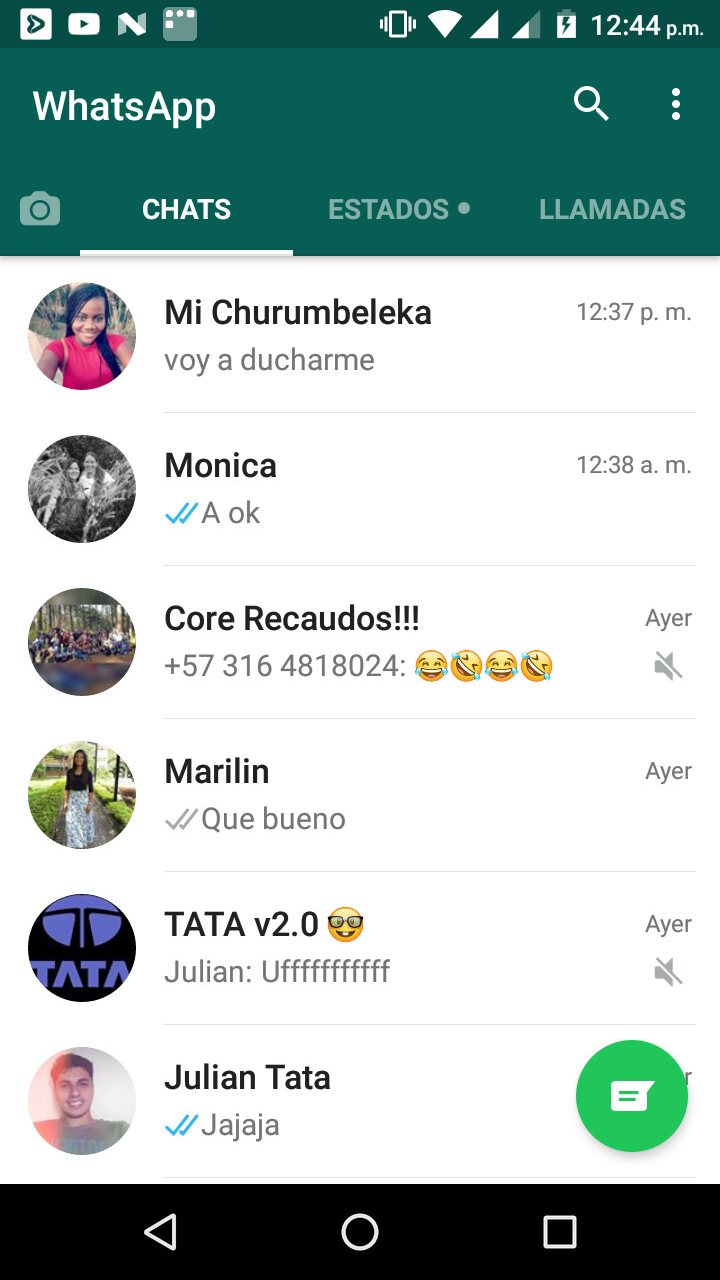 12:44 p.m.
WhatsApp
CHATS ESTADOS LLAMADAS
Mi Churumbeleka 12:37 p. m.
voy a ducharme
Monica 12:38 a. m.
A ok
Core Recaudos!!! Ayer
+57 316 4818024: 😂🤣😂🤣
Marilin Ayer
Que bueno
TATA v2.0 🤓 Ayer
TATA
Julian: Ufffffffffff
Julian Tata
Jajaja